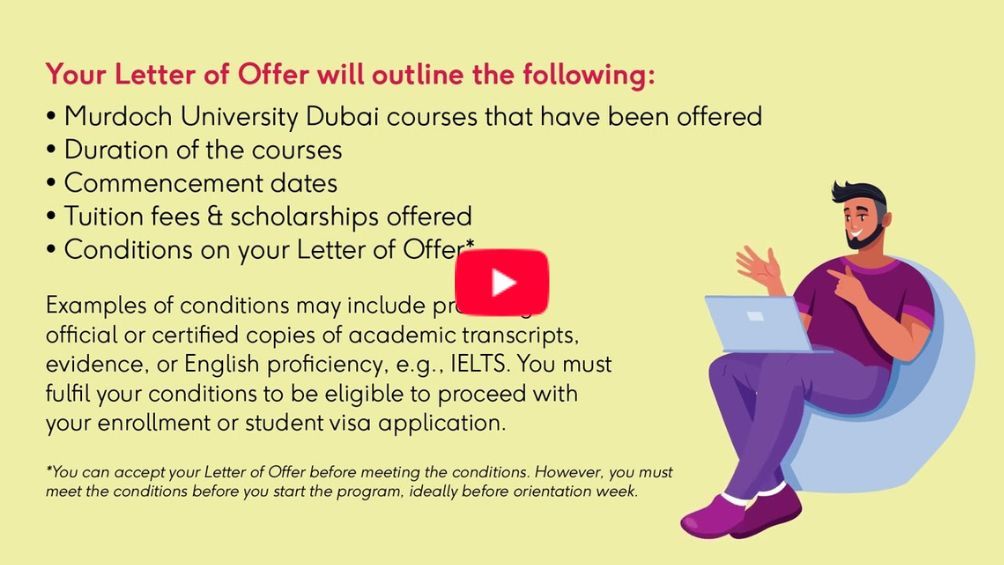 Your Letter of Offer will outline the following:
• Murdoch University Dubai courses that have been offered
• Duration of the courses
• Commencement dates
• Tuition fees & scholarships offered
• Conditions on your Letter of Offer*
Examples of conditions may include
official or certified copies of academic transcripts,
evidence, or English proficiency, e.g., IELTS. You must
fulfil your conditions to be eligible to proceed with
your enrollment or student visa application.
*You can accept your Letter of Offer before meeting the conditions. However, you must
meet the conditions before you start the program, ideally before orientation week.